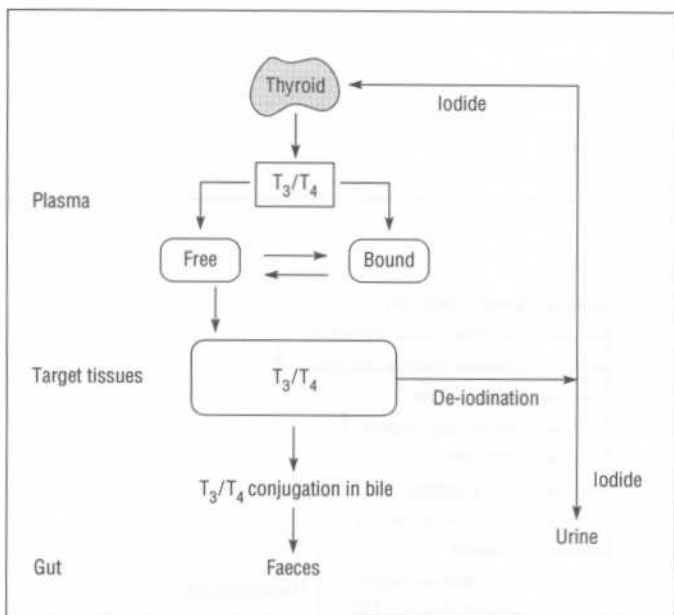 Thyroid
Iodide
T₃/T₄
Plasma
Free
Bound
Target tissues
T₃/T₄
De-iodination
T₃/T₄ conjugation in bile
Iodide
Urine
Gut
Faeces